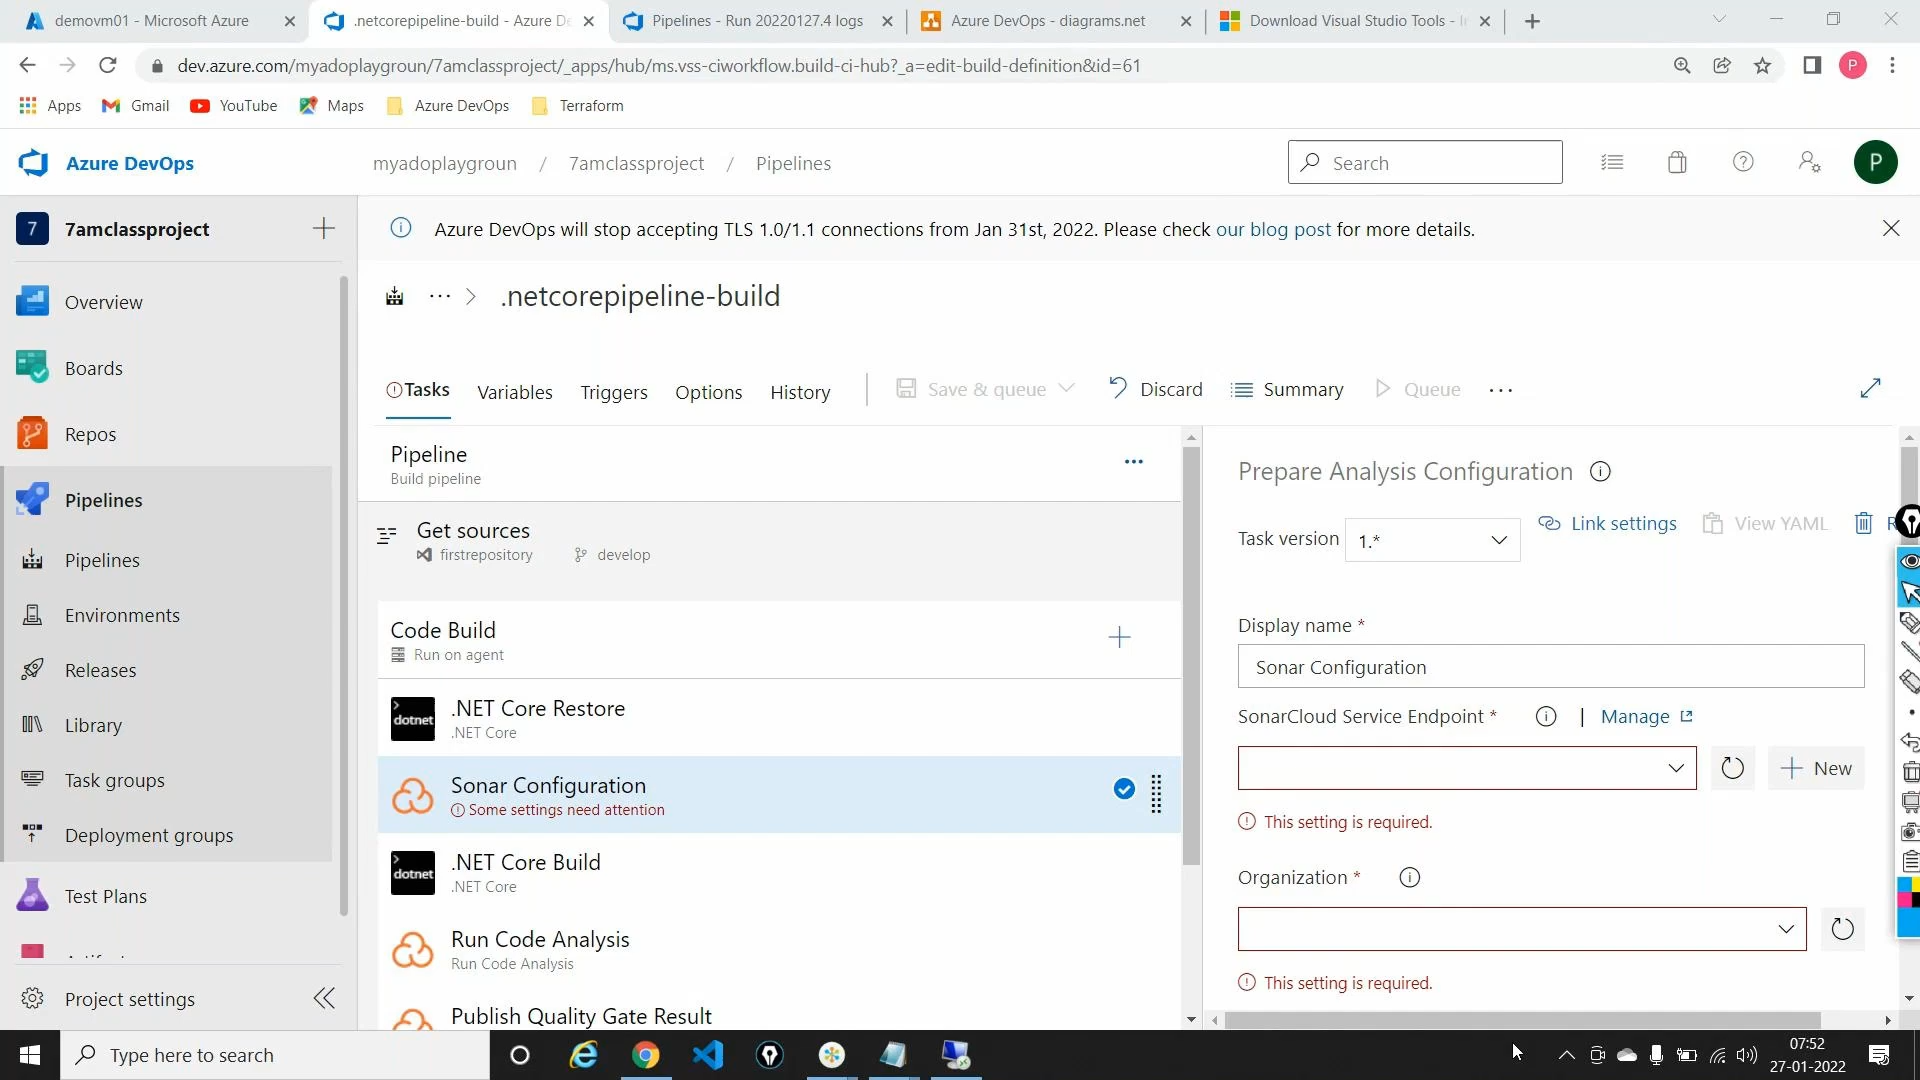 demovm01 - Microsoft Azure
.netcorepipeline-build - Azure De
Pipelines - Run 20220127.4 logs
Azure DevOps - diagrams.net
Download Visual Studio Tools - I
dev.azure.com/myadoplaygroun/7amclassproject/_apps/hub/ms.vss-ciworkflow.build-ci-hub?_a=edit-build-definition&id=61
P
Apps
Gmail
YouTube
Maps
Azure DevOps
Terraform
Azure DevOps
myadoplaygroun / 7amclassproject / Pipelines
Search
P
7 7amclassproject
Azure DevOps will stop accepting TLS 1.0/1.1 connections from Jan 31st, 2022. Please check our blog post for more details.
Overview
Boards
Repos
Pipelines
Pipelines
Environments
Releases
Library
Task groups
Deployment groups
Test Plans
Project settings
... > .netcorepipeline-build
Tasks
Variables
Triggers
Options
History
Save & queue
Discard
Summary
Queue
...
Pipeline
Build pipeline
...
Get sources
firstrepository
develop
Code Build
Run on agent
dotnet
.NET Core Restore
.NET Core
Sonar Configuration
Some settings need attention
dotnet
.NET Core Build
.NET Core
Run Code Analysis
Run Code Analysis
Publish Quality Gate Result
Prepare Analysis Configuration
Task version
1.*
Link settings
View YAML
R
Display name *
Sonar Configuration
SonarCloud Service Endpoint *
| Manage
New
This setting is required.
Organization *
This setting is required.
Type here to search
07:52
27-01-2022